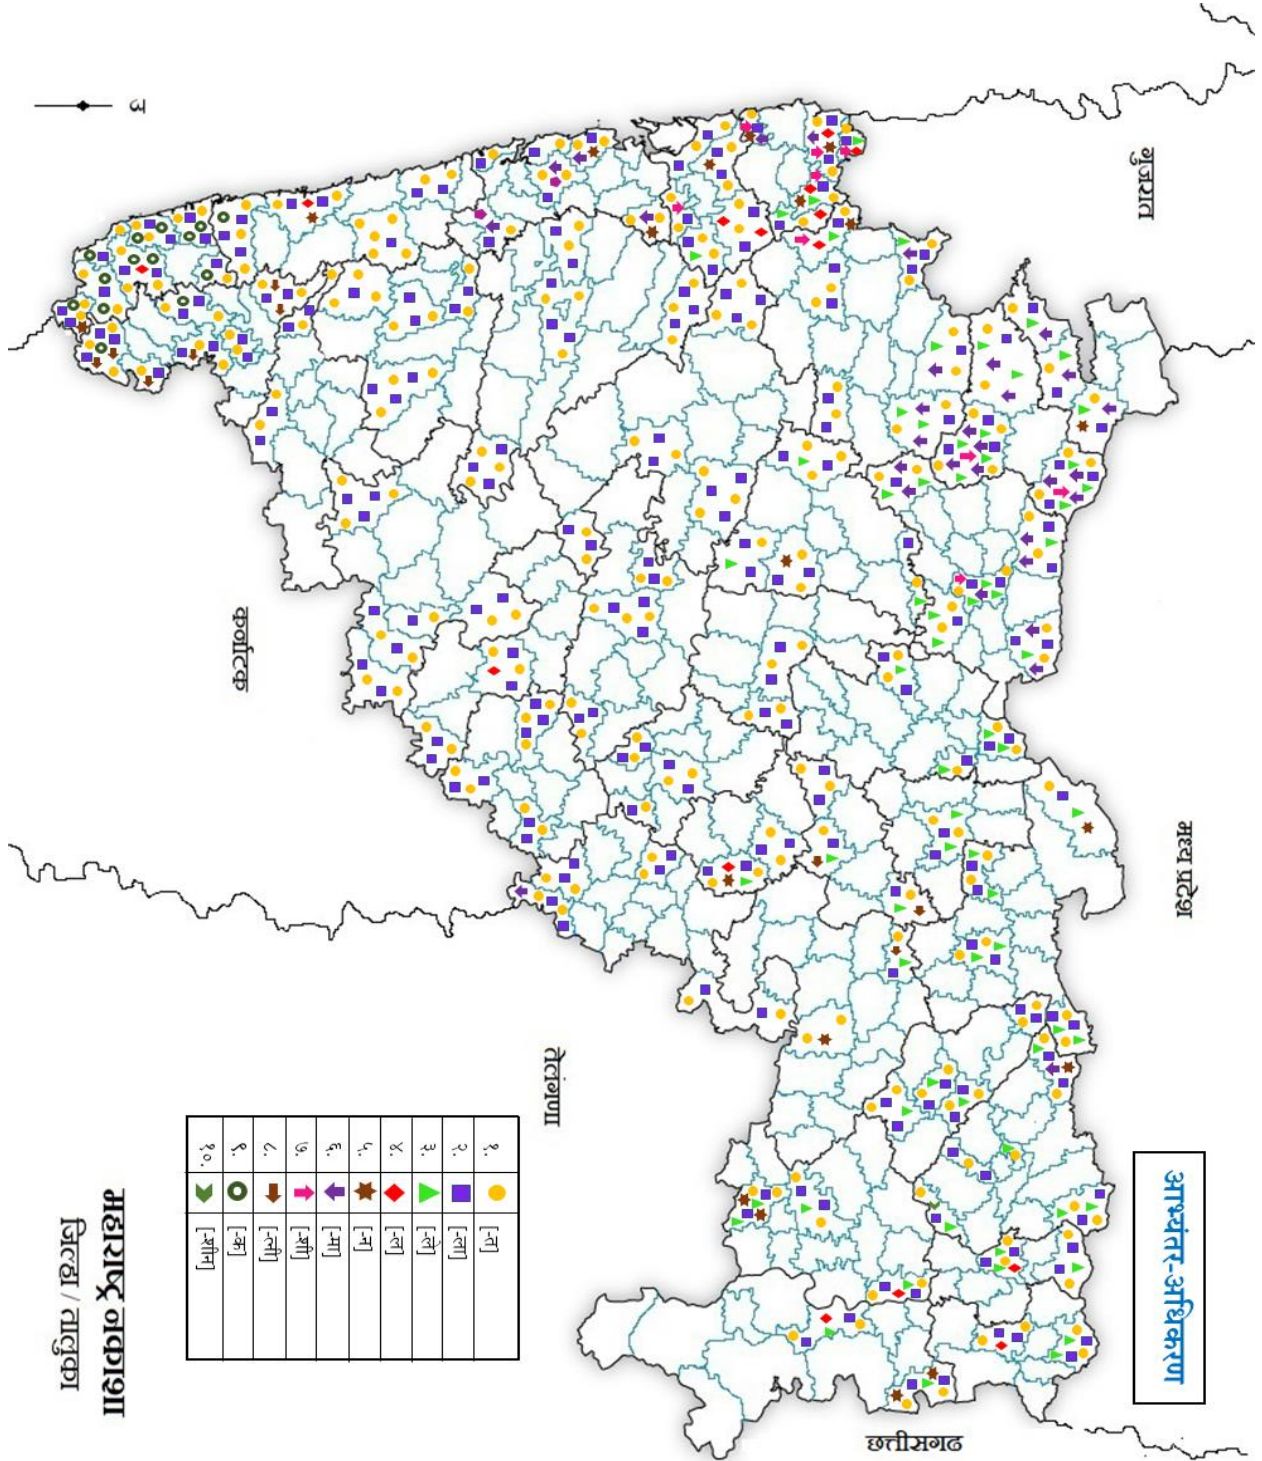 आभ्यंतर-अधिकरण
उ
गुजरात
मध्य प्रदेश
छत्तीसगढ
तेलंगणा
कर्नाटक
१. [-त]
२. [-ता]
३. [-ते]
४. [-त्त]
५. [-न]
६. [-मा]
७. [-शी]
८. [-ती]
९. [-क]
१०. [-शीन]
महाराष्ट्र नकाशा
जिल्हा / तालुका